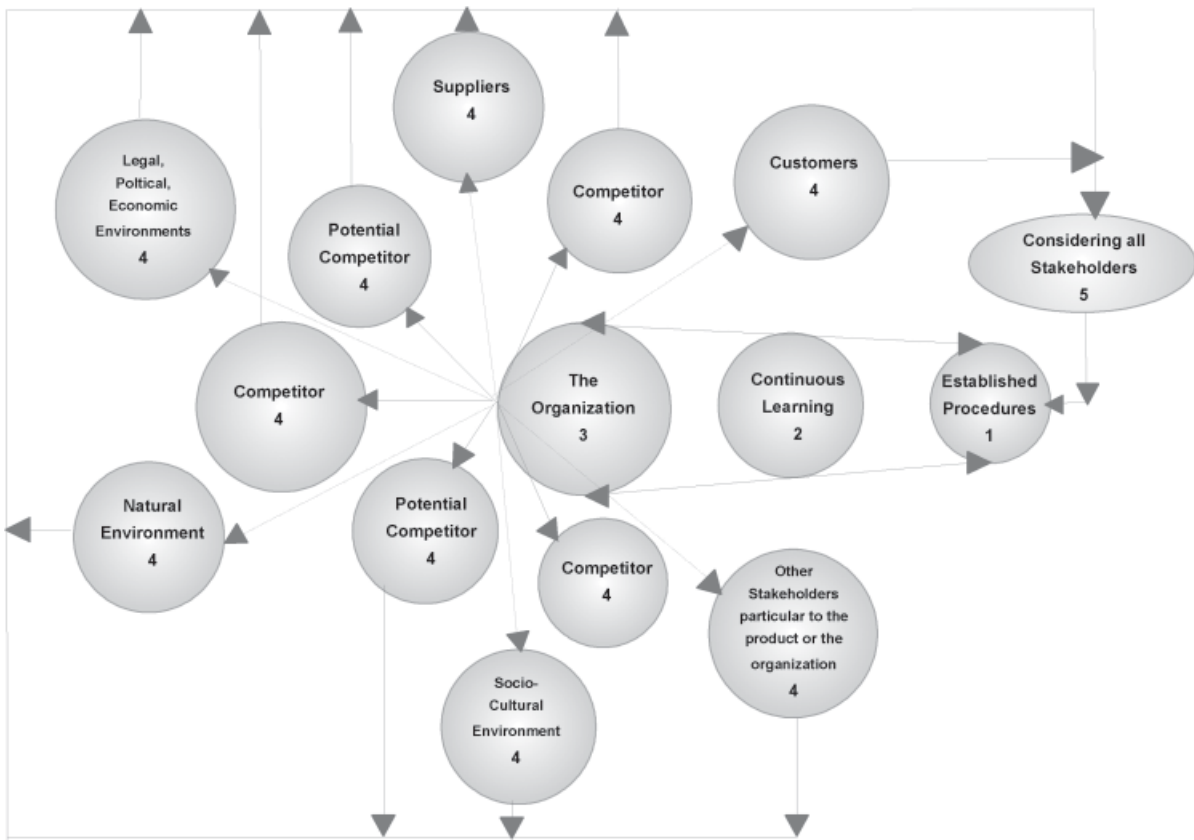 Suppliers
4
Legal,
Poltical,
Economic
Environments
4
Potential
Competitor
4
Competitor
4
Customers
4
Considering all
Stakeholders
5
Competitor
4
The
Organization
3
Continuous
Learning
2
Established
Procedures
1
Natural
Environment
4
Potential
Competitor
4
Competitor
4
Other
Stakeholders
particular to the
product or the
organization
4
Socio-
Cultural
Environment
4